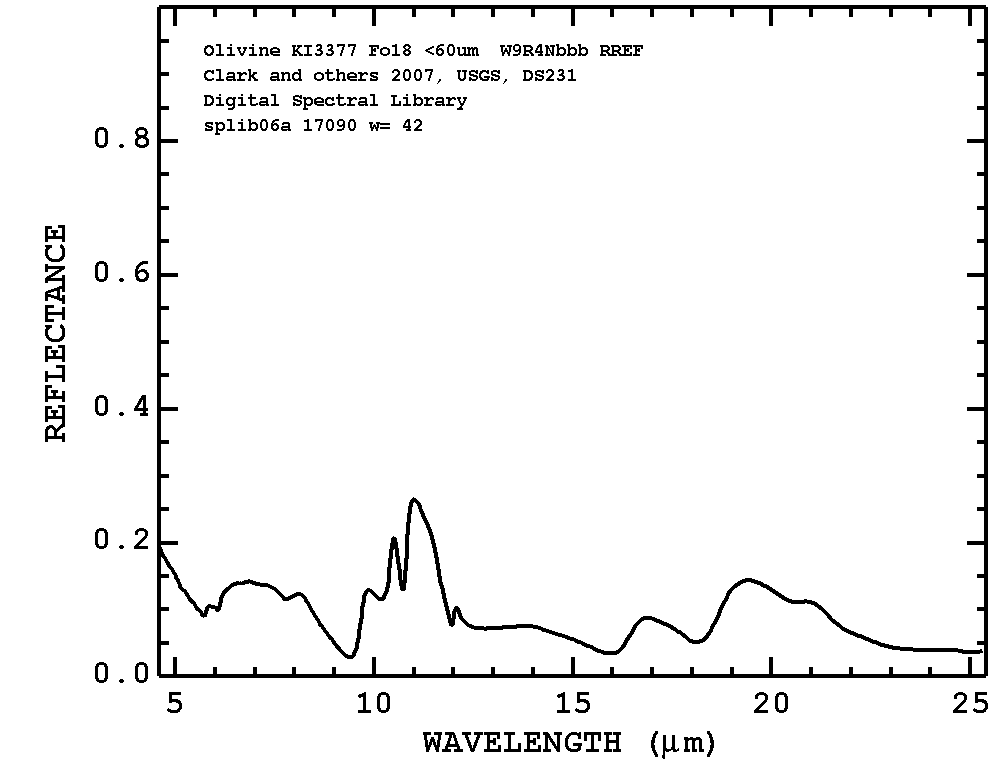 Olivine KI3377 Fo18 <60um W9R4Nbbb RREF
Clark and others 2007, USGS, DS231
Digital Spectral Library
splib06a 17090 w= 42
REFLECTANCE
0.8
0.6
0.4
0.2
0.0
5 10 15 20 25
WAVELENGTH (μm)